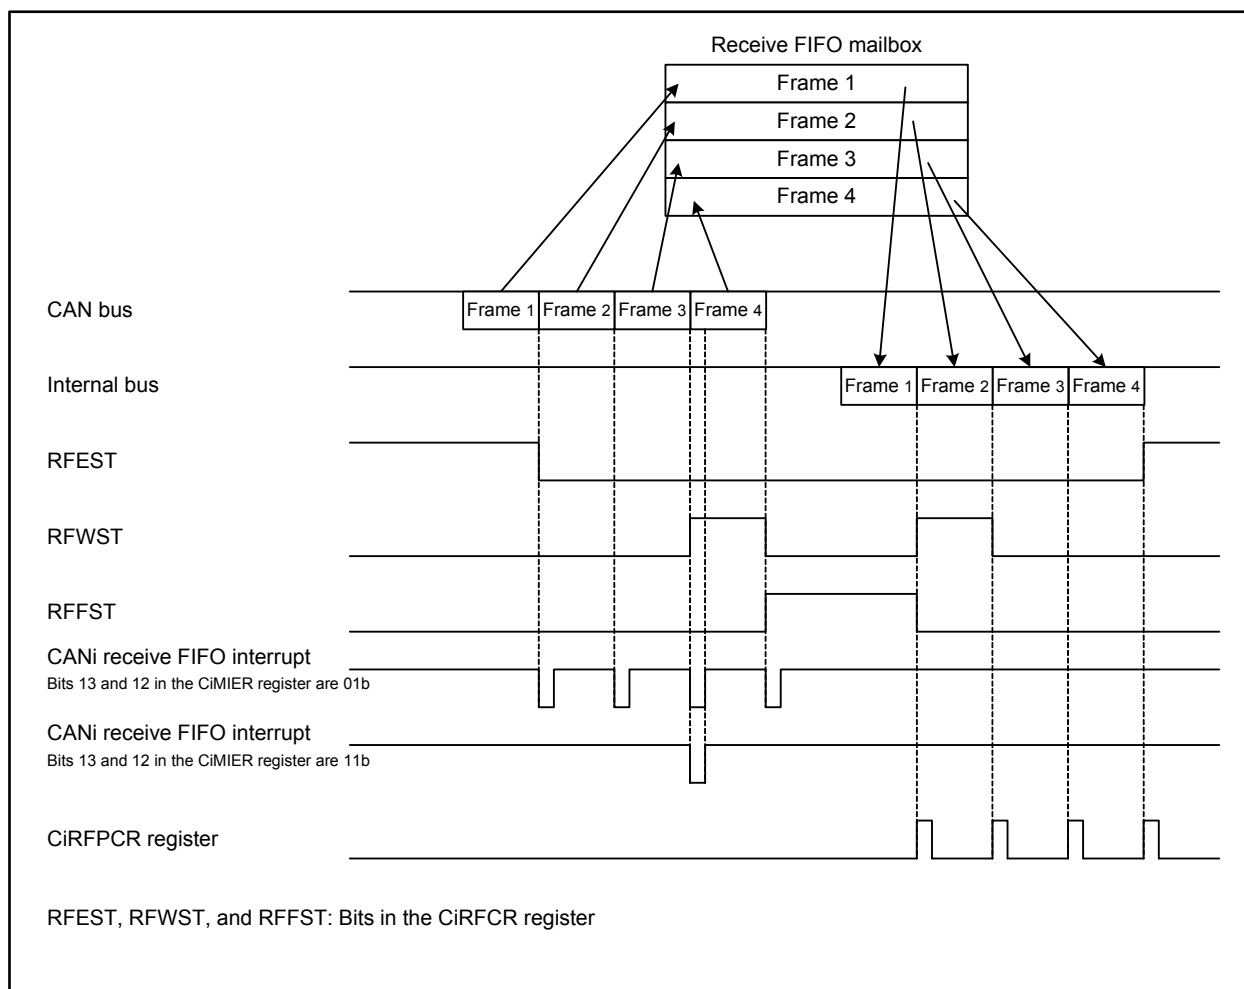 Receive FIFO mailbox
Frame 1
Frame 2
Frame 3
Frame 4
CAN bus
Frame 1 Frame 2 Frame 3 Frame 4
Internal bus
Frame 1 Frame 2 Frame 3 Frame 4
RFEST
RFWST
RFFST
CANi receive FIFO interrupt
Bits 13 and 12 in the CiMIER register are 01b
CANi receive FIFO interrupt
Bits 13 and 12 in the CiMIER register are 11b
CiRFPCR register
RFEST, RFWST, and RFFST: Bits in the CiRFCR register